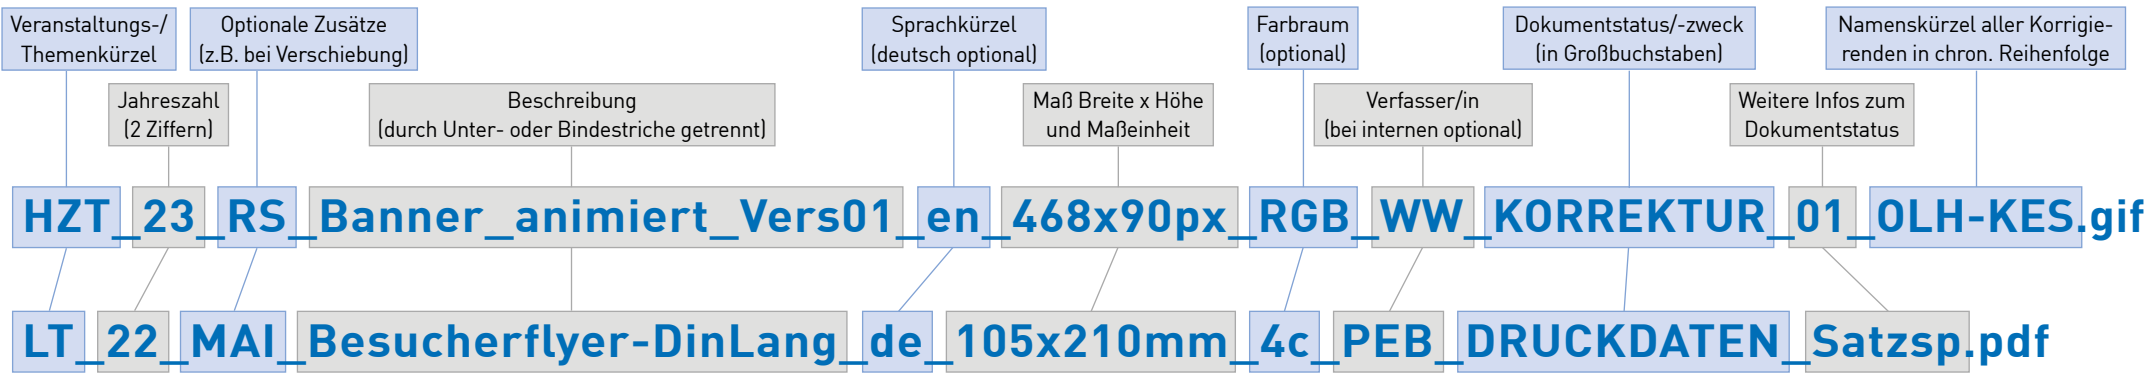 Veranstaltungs-/
Themenkürzel
Optionale Zusätze
(z.B. bei Verschiebung)
Sprachkürzel
(deutsch optional)
Farbraum
(optional)
Dokumentstatus/-zweck
(in Großbuchstaben)
Namenskürzel aller Korrigie-
renden in chron. Reihenfolge
Jahreszahl
(2 Ziffern)
Beschreibung
(durch Unter- oder Bindestriche getrennt)
Maß Breite x Höhe
und Maßeinheit
Verfasser/in
(bei internen optional)
Weitere Infos zum
Dokumentstatus
HZT_23_RS_Banner_animiert_Vers01_en_468x90px_RGB_WW_KORREKTUR_01_OLH-KES.gif
LT_22_MAI_Besucherflyer-DinLang_de_105x210mm_4c_PEB_DRUCKDATEN_Satzsp.pdf